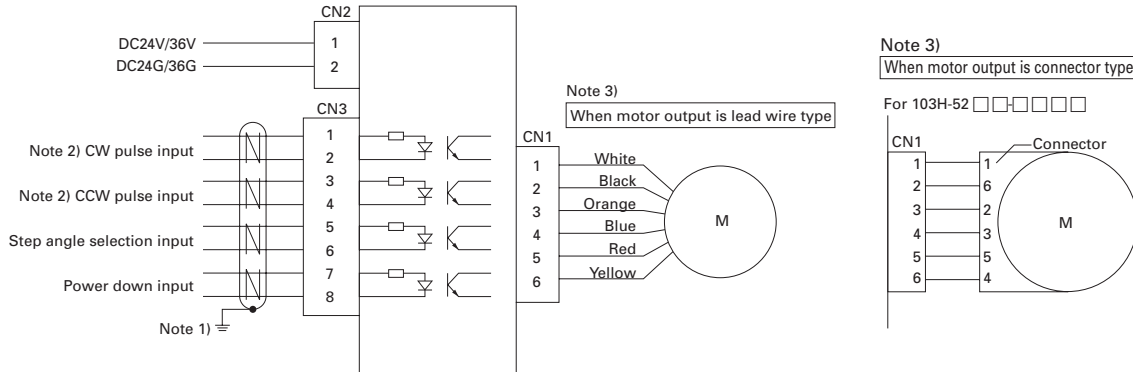 CN2
DC24V/36V
1
DC24G/36G
2
CN3
1
Note 2) CW pulse input
2
3
Note 2) CCW pulse input
4
5
Step angle selection input
6
7
Power down input
8
Note 1)
Note 3)
When motor output is lead wire type
CN1
1 White
2 Black
3 Orange
4 Blue
5 Red
6 Yellow
M
Note 3)
When motor output is connector type
For 103H-52 □□-□□□□
CN1
Connector
1 1
2 6
3 2
4 3
5 5
6 4
M